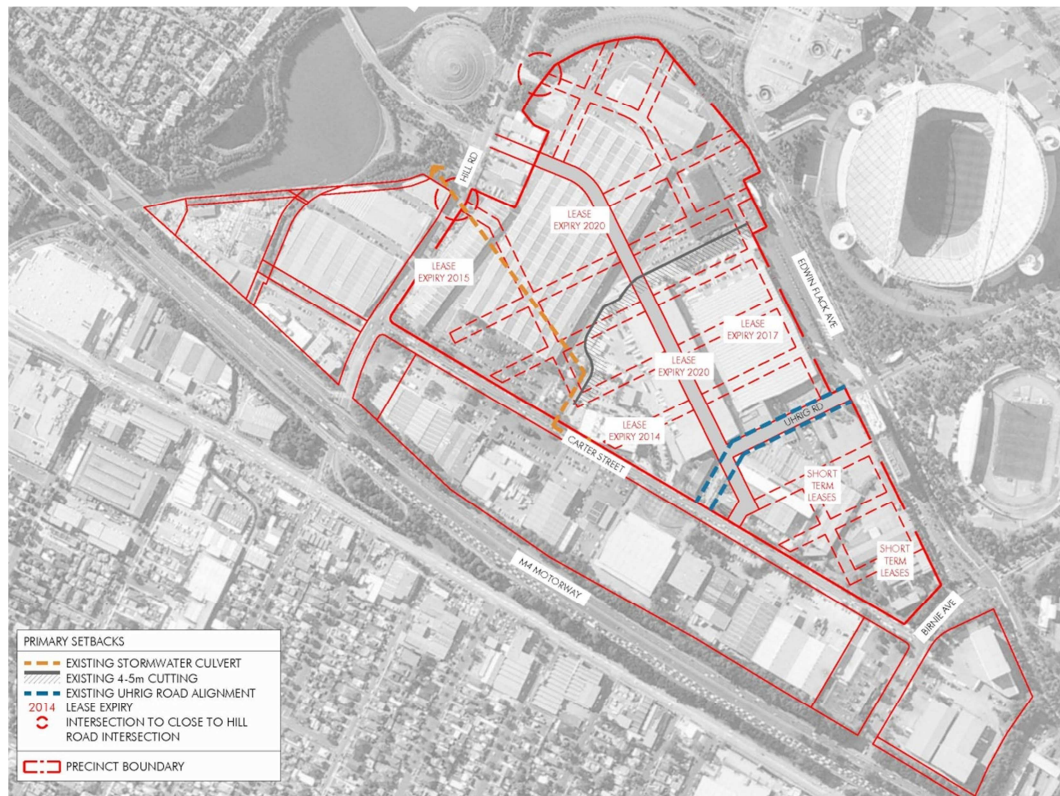 HILL RD
LEASE
EXPIRY 2020
LEASE
EXPIRY 2015
EDWIN FLACK AVE
LEASE
EXPIRY 2017
LEASE
EXPIRY 2020
UHRIG RD
LEASE
EXPIRY 2014
CARTER STREET
SHORT
TERM
LEASES
SHORT
TERM
LEASES
M4 MOTORWAY
BIRNIE AVE
PRIMARY SETBACKS
EXISTING STORMWATER CULVERT
EXISTING 4-5m CUTTING
EXISTING UHRIG ROAD ALIGNMENT
2014 LEASE EXPIRY
INTERSECTION TO CLOSE TO HILL
ROAD INTERSECTION
PRECINCT BOUNDARY